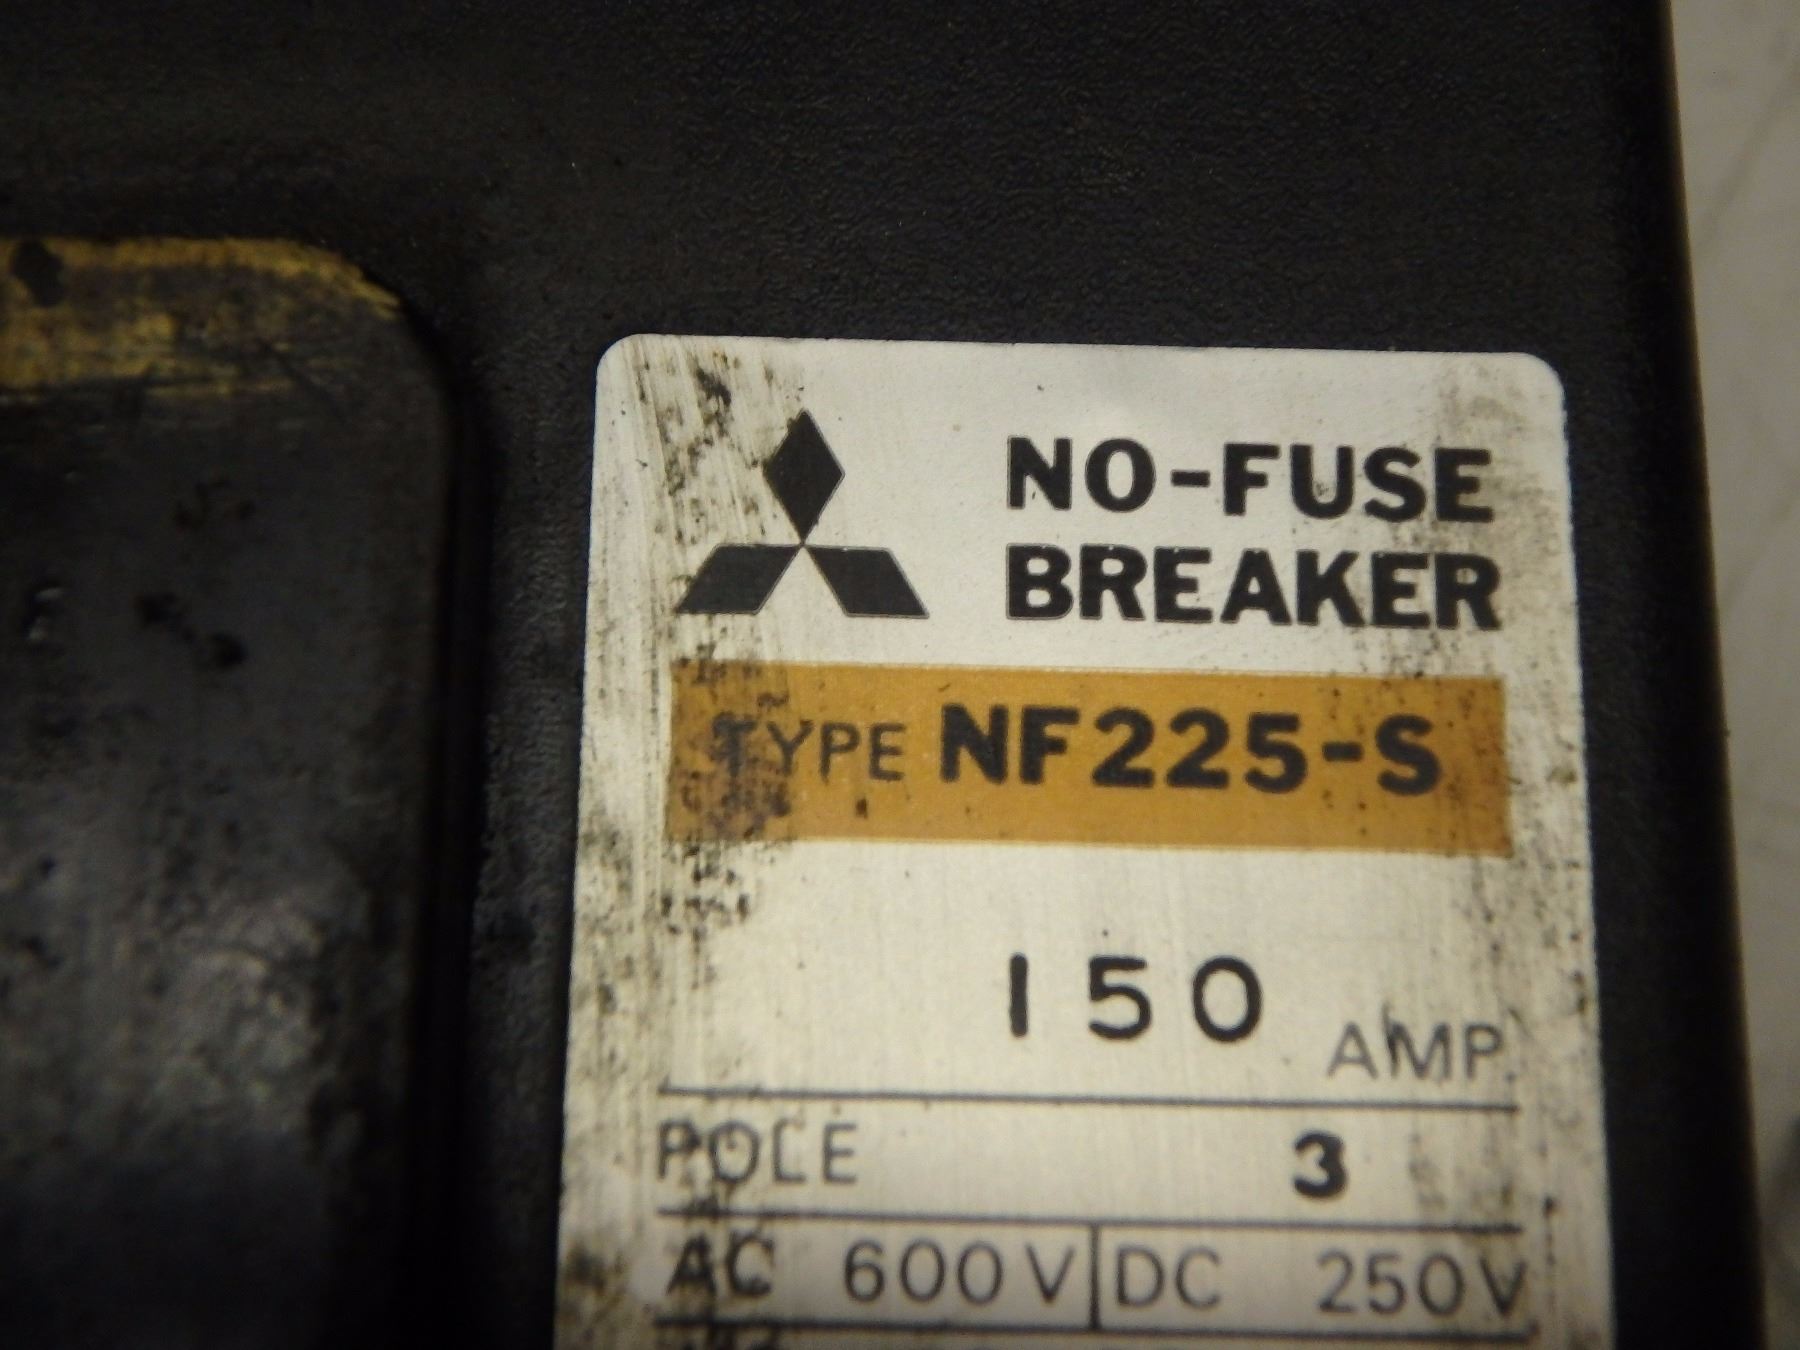 NO-FUSE
BREAKER
TYPE NF225-S
150 AMP.
POLE 3
AC 600V DC 250V